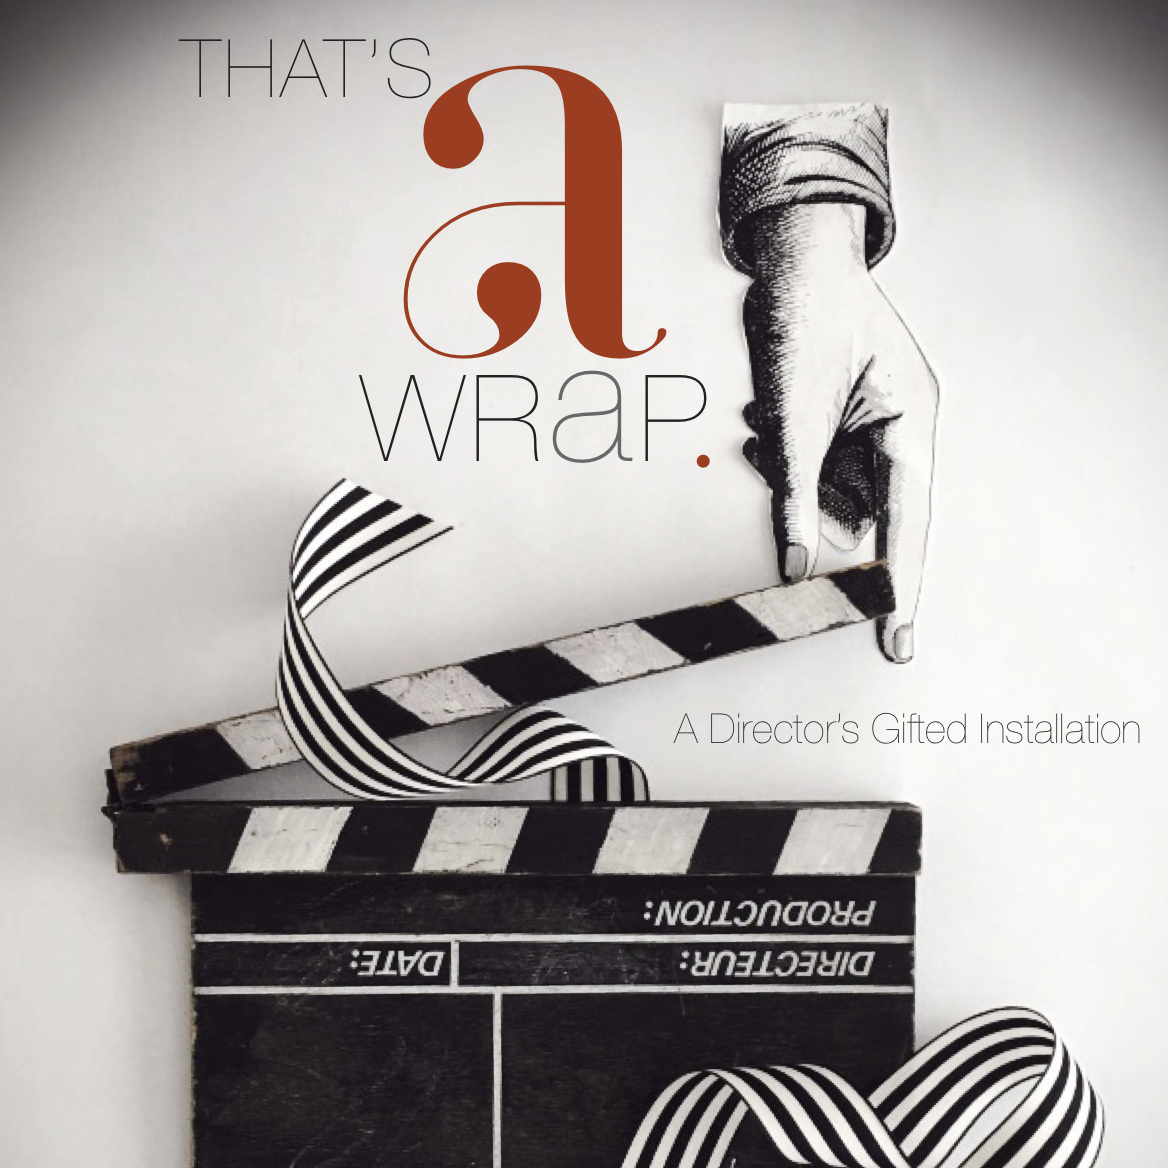 THAT'S
a
WRaP.
A Director's Gifted Installation
PRODUCTION:
DIRECTEUR:
DATE: